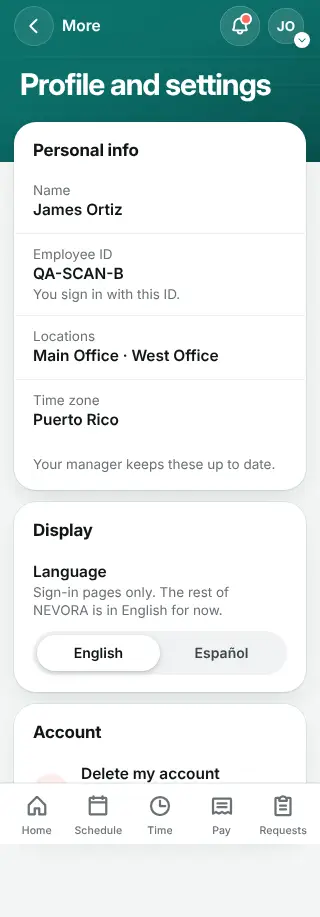 More
JO
Profile and settings
Personal info
Name
James Ortiz
Employee ID
QA-SCAN-B
You sign in with this ID.
Locations
Main Office · West Office
Time zone
Puerto Rico
Your manager keeps these up to date.
Display
Language
Sign-in pages only. The rest of
NEVORA is in English for now.
English Español
Account
Delete my account
Home Schedule Time Pay Requests